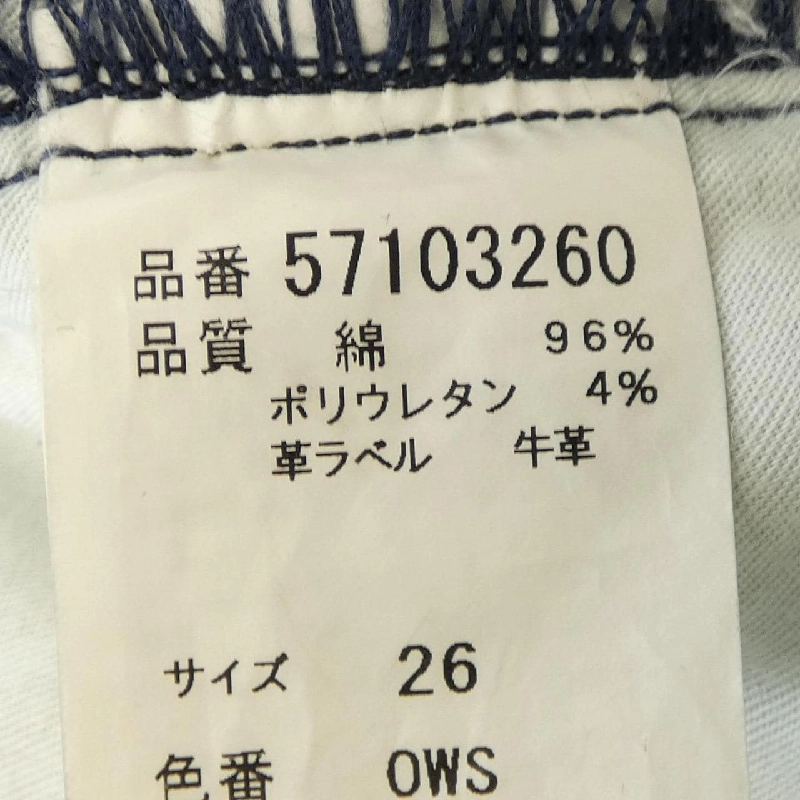 品番 57103260
品質 綿 96%
ポリウレタン 4%
革ラベル 牛革
サイズ 26
色番 OWS